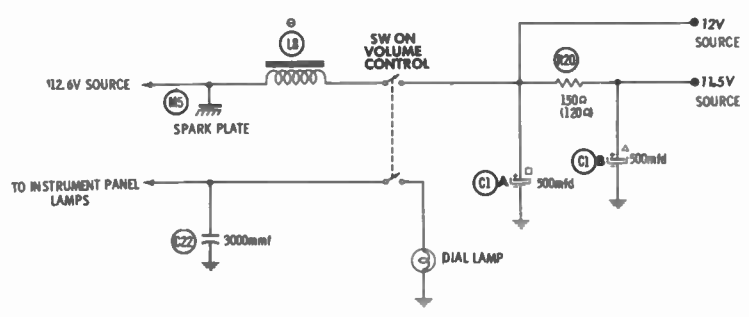 ⊖
L8
SW ON
VOLUME
CONTROL
12V
SOURCE
12.6V SOURCE
M5
SPARK PLATE
R20
150Ω
(120Ω)
11.5V
SOURCE
C1 A
500mfd
C1 B
500mfd
TO INSTRUMENT PANEL
LAMPS
C22
3000mmf
DIAL LAMP